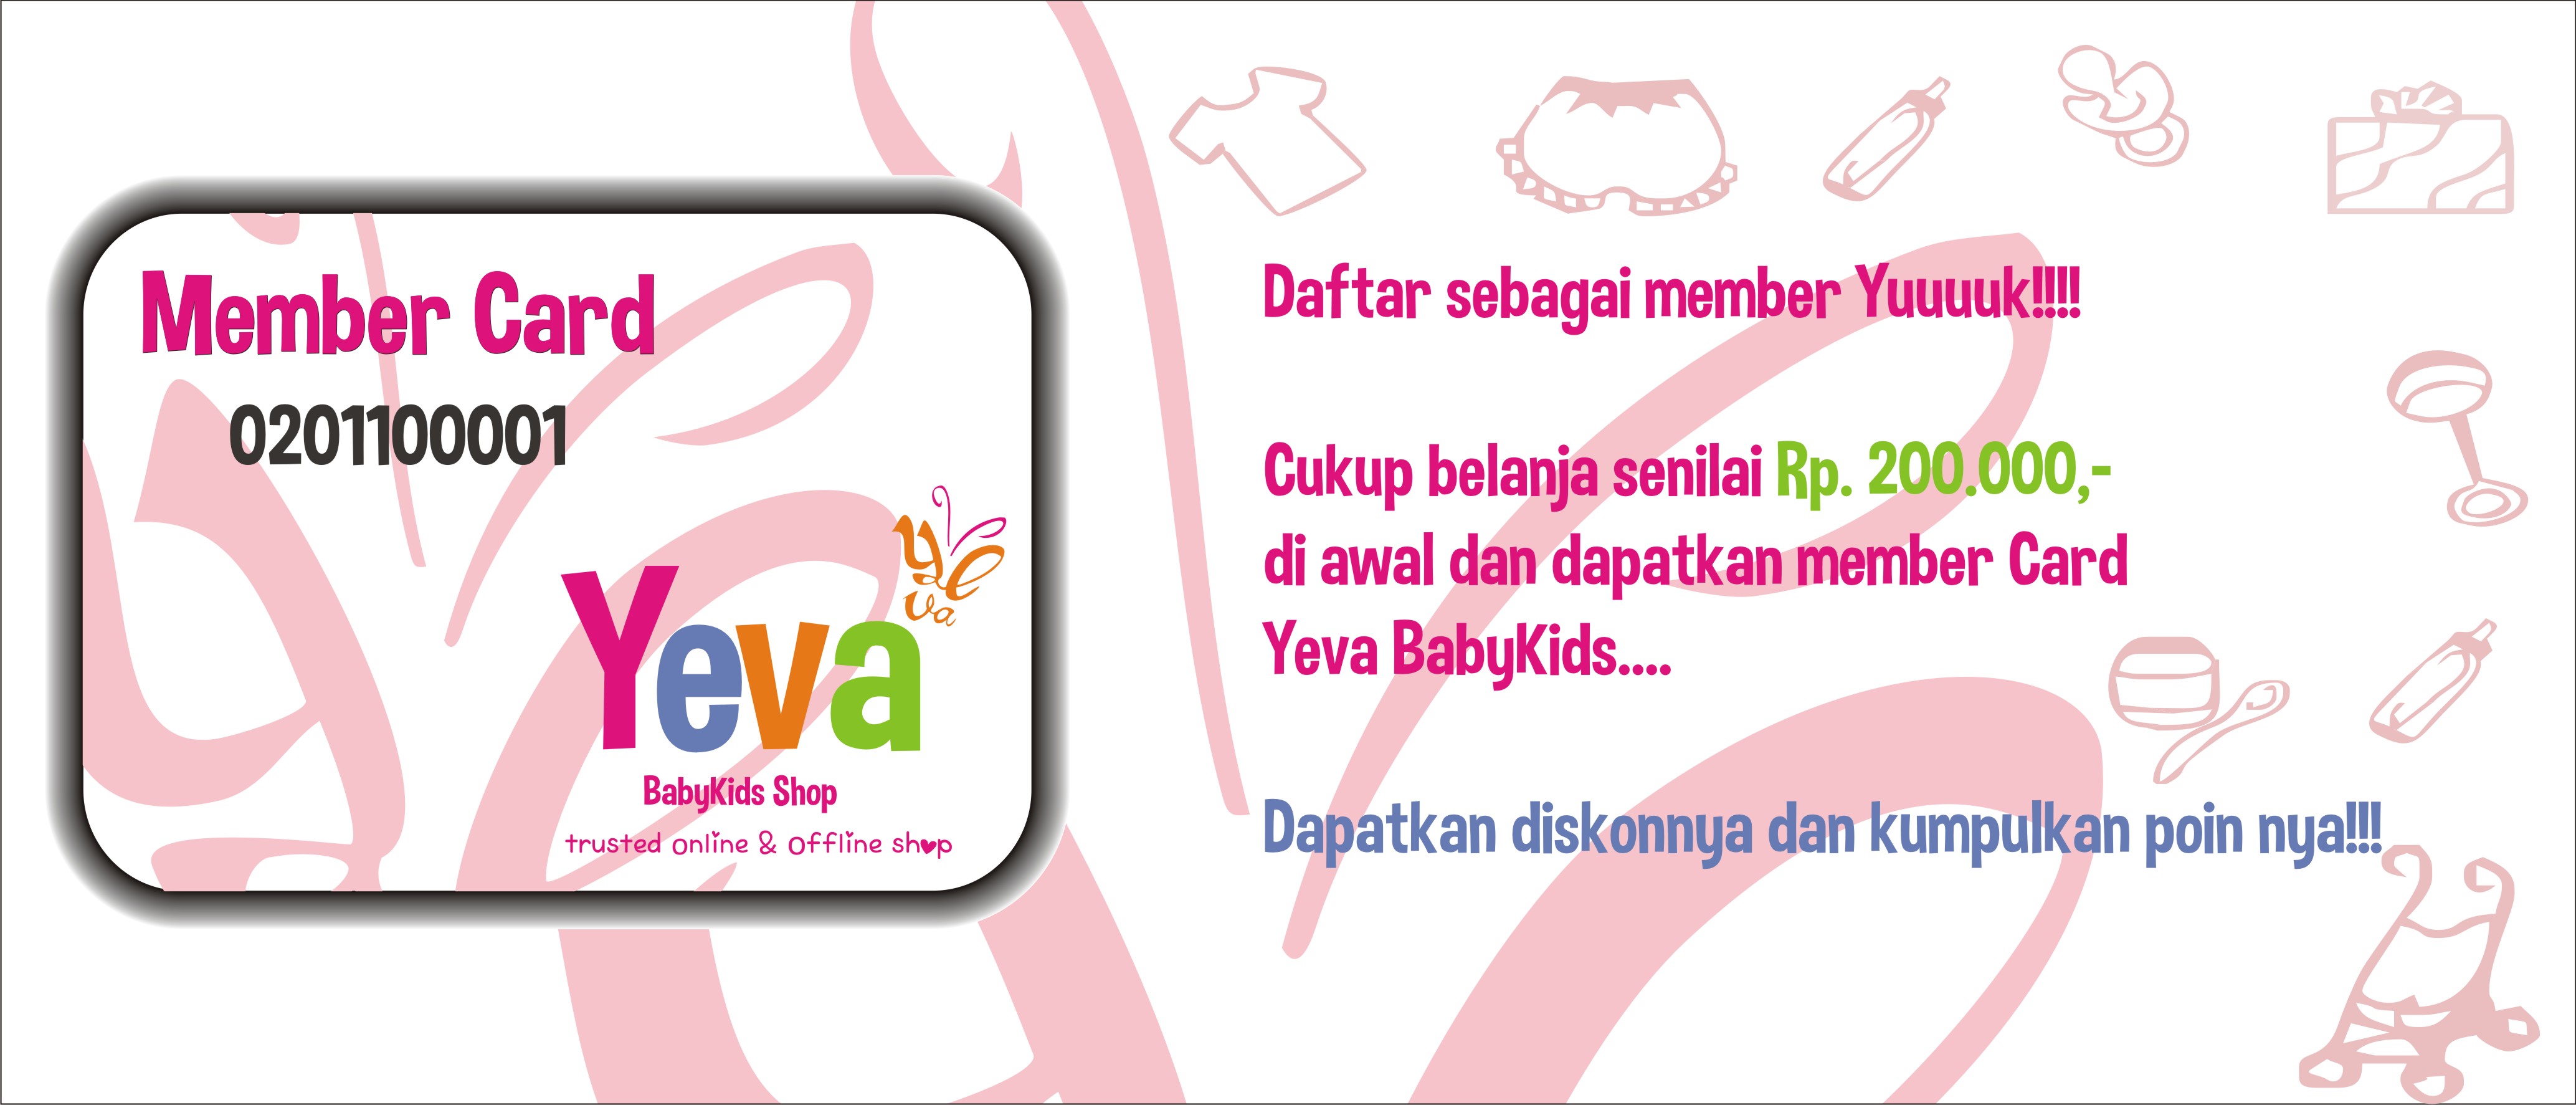 Member Card
0201100001
yeva
Yeva
BabyKids Shop
trusted online & offline shop
Daftar sebagai member Yuuuuk!!!!
Cukup belanja senilai Rp. 200.000,-
di awal dan dapatkan member Card
Yeva BabyKids....
Dapatkan diskonnya dan kumpulkan poin nya!!!